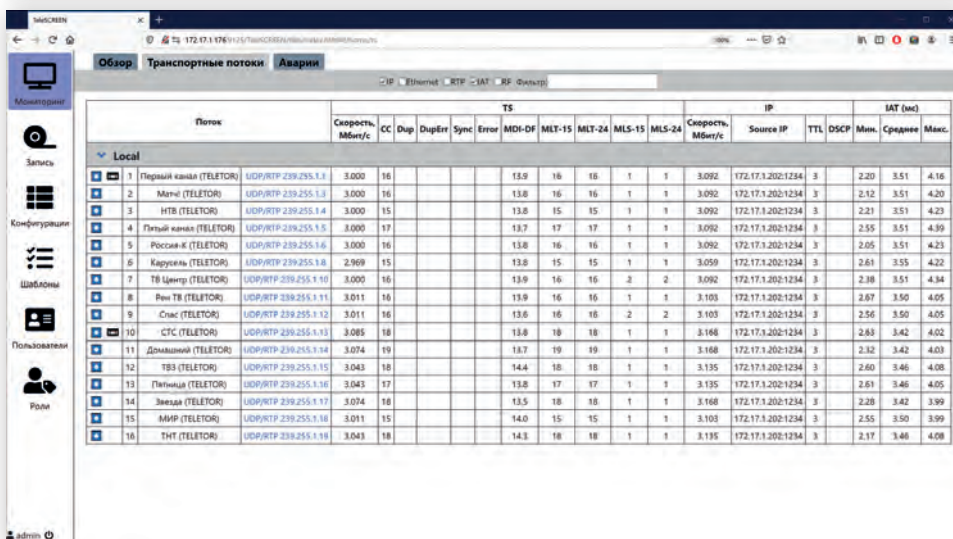 TeleSCREEN
172.17.1.176
Обзор Транспортные потоки Аварии
IP Ethernet RTP IAT RF Фильтр:
Мониторинг
Запись
Конфигурации
Шаблоны
Пользователи
Роли
admin
Поток TS IP IAT (мс)
Скорость, Мбит/с CC Dup DupErr Sync Error MDI-DF MLT-15 MLT-24 MLS-15 MLS-24 Скорость, Мбит/с Source IP TTL DSCP Мин. Среднее Макс.
Local
1 Первый канал (TELETOR) UDP/RTP 239.255.1.1 3.000 16 13.9 16 16 1 1 3.092 172.17.1.202:1234 3 2.20 3.51 4.16
2 Матч! (TELETOR) UDP/RTP 239.255.1.3 3.000 16 13.8 16 16 1 1 3.092 172.17.1.202:1234 3 2.12 3.51 4.20
3 НТВ (TELETOR) UDP/RTP 239.255.1.4 3.000 15 13.8 15 15 1 1 3.092 172.17.1.202:1234 3 2.21 3.51 4.23
4 Пятый канал (TELETOR) UDP/RTP 239.255.1.5 3.000 17 13.7 17 17 1 1 3.092 172.17.1.202:1234 3 2.55 3.51 4.39
5 Россия-К (TELETOR) UDP/RTP 239.255.1.6 3.000 16 13.8 16 16 1 1 3.092 172.17.1.202:1234 3 2.05 3.51 4.23
6 Карусель (TELETOR) UDP/RTP 239.255.1.8 2.969 15 13.8 15 15 1 1 3.059 172.17.1.202:1234 3 2.61 3.55 4.22
7 ТВ Центр (TELETOR) UDP/RTP 239.255.1.10 3.000 16 13.9 16 16 2 2 3.092 172.17.1.202:1234 3 2.38 3.51 4.34
8 Рен ТВ (TELETOR) UDP/RTP 239.255.1.11 3.011 16 13.9 16 16 1 1 3.103 172.17.1.202:1234 3 2.67 3.50 4.05
9 Спас (TELETOR) UDP/RTP 239.255.1.12 3.011 16 13.6 16 16 2 2 3.103 172.17.1.202:1234 3 2.56 3.50 4.05
10 СТС (TELETOR) UDP/RTP 239.255.1.13 3.085 18 13.8 18 18 1 1 3.168 172.17.1.202:1234 3 2.63 3.42 4.02
11 Домашний (TELETOR) UDP/RTP 239.255.1.14 3.074 19 13.7 19 19 1 1 3.168 172.17.1.202:1234 3 2.32 3.42 4.03
12 ТВ3 (TELETOR) UDP/RTP 239.255.1.15 3.043 18 14.4 18 18 1 1 3.135 172.17.1.202:1234 3 2.60 3.46 4.08
13 Пятница (TELETOR) UDP/RTP 239.255.1.16 3.043 17 13.8 17 17 1 1 3.135 172.17.1.202:1234 3 2.61 3.46 4.05
14 Звезда (TELETOR) UDP/RTP 239.255.1.17 3.074 18 13.5 18 18 1 1 3.168 172.17.1.202:1234 3 2.28 3.42 3.99
15 МИР (TELETOR) UDP/RTP 239.255.1.18 3.011 15 14.0 15 15 1 1 3.103 172.17.1.202:1234 3 2.55 3.50 3.99
16 ТНТ (TELETOR) UDP/RTP 239.255.1.19 3.043 18 14.3 18 18 1 1 3.135 172.17.1.202:1234 3 2.17 3.46 4.08